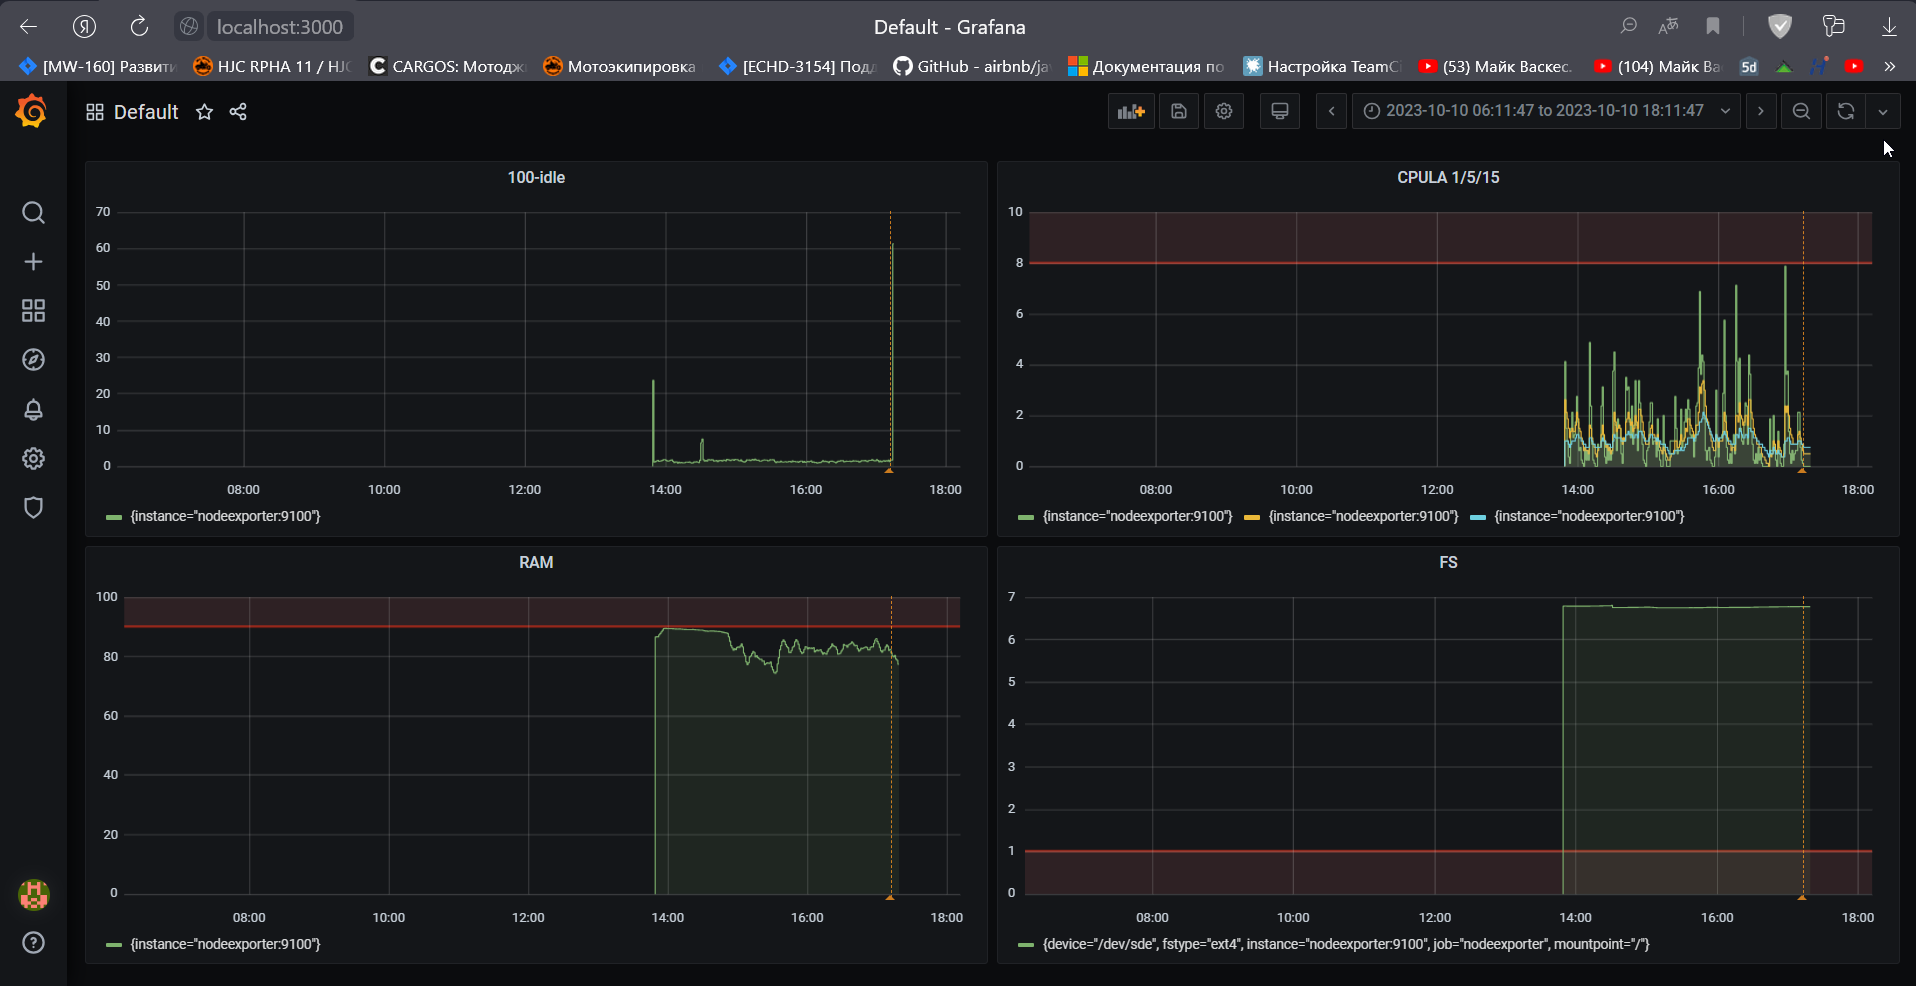 Я localhost:3000 Default - Grafana
[MW-160] Развити HJC RPHA 11 / HJC CARGOS: Мотодж Мотоэкипировка [ECHD-3154] Под GitHub - airbnb/ja Документация по Настройка TeamCi (53) Майк Васкес. (104) Майк Ва 5d »
Default 2023-10-10 06:11:47 to 2023-10-10 18:11:47
100-idle
70
60
50
40
30
20
10
0
08:00 10:00 12:00 14:00 16:00 18:00
{instance="nodeexporter:9100"}
CPULA 1/5/15
10
8
6
4
2
0
08:00 10:00 12:00 14:00 16:00 18:00
{instance="nodeexporter:9100"} {instance="nodeexporter:9100"} {instance="nodeexporter:9100"}
RAM
100
80
60
40
20
0
08:00 10:00 12:00 14:00 16:00 18:00
{instance="nodeexporter:9100"}
FS
7
6
5
4
3
2
1
0
08:00 10:00 12:00 14:00 16:00 18:00
{device="/dev/sde", fstype="ext4", instance="nodeexporter:9100", job="nodeexporter", mountpoint="/"}